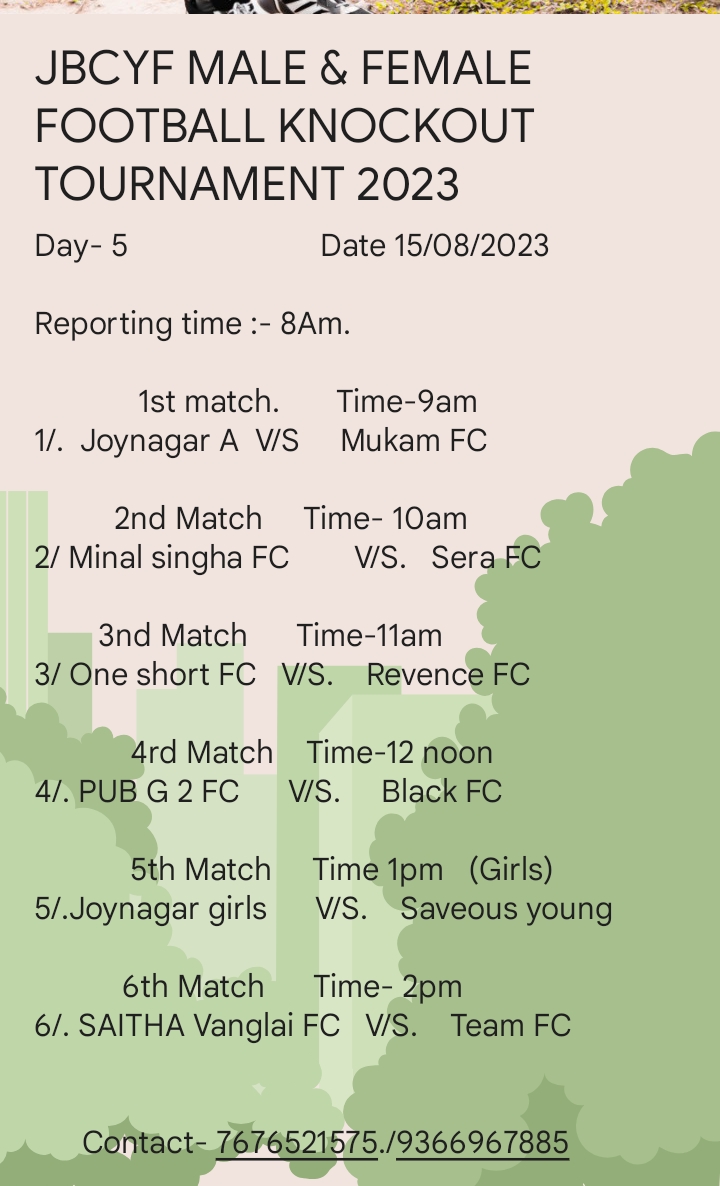 JBCYF MALE & FEMALE
FOOTBALL KNOCKOUT
TOURNAMENT 2023
Day- 5 Date 15/08/2023
Reporting time :- 8Am.
1st match. Time-9am
1/. Joynagar A V/S Mukam FC
2nd Match Time- 10am
2/ Minal singha FC V/S. Sera FC
3nd Match Time-11am
3/ One short FC V/S. Revence FC
4rd Match Time-12 noon
4/. PUB G 2 FC V/S. Black FC
5th Match Time 1pm (Girls)
5/.Joynagar girls V/S. Saveous young
6th Match Time- 2pm
6/. SAITHA Vanglai FC V/S. Team FC
Contact- 7676521575./9366967885